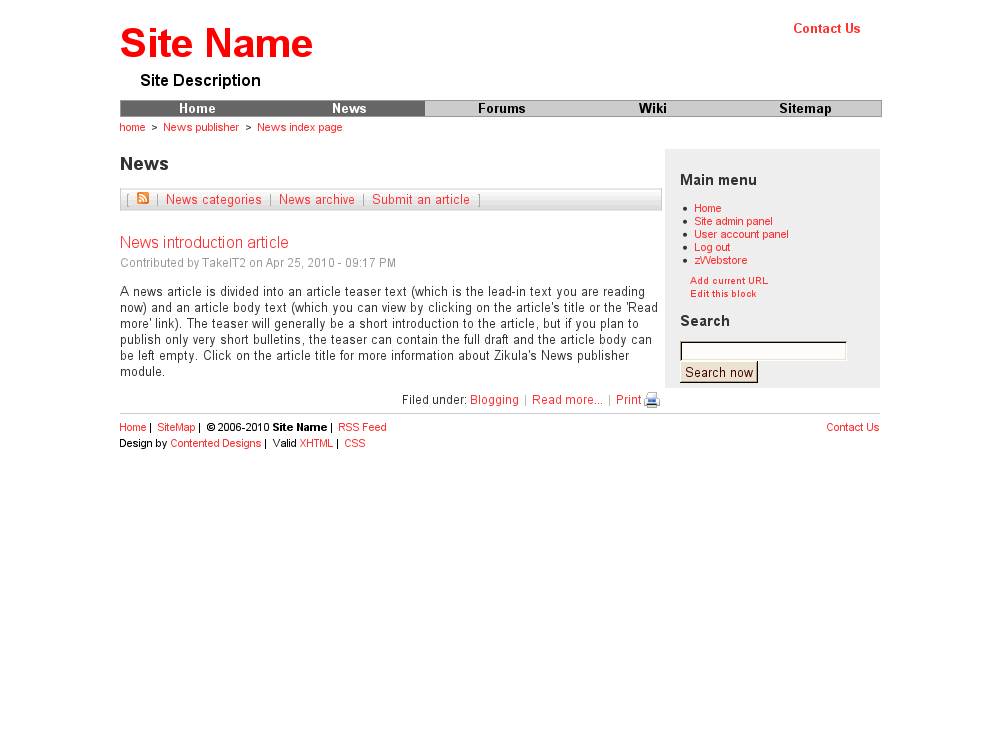 Site Name
Contact Us
Site Description
Home News Forums Wiki Sitemap
home > News publisher > News index page
News
[ | News categories | News archive | Submit an article ]
News introduction article
Contributed by TakeIT2 on Apr 25, 2010 - 09:17 PM
A news article is divided into an article teaser text (which is the lead-in text you are reading
now) and an article body text (which you can view by clicking on the article's title or the 'Read
more' link). The teaser will generally be a short introduction to the article, but if you plan to
publish only very short bulletins, the teaser can contain the full draft and the article body can
be left empty. Click on the article title for more information about Zikula's News publisher
module.
Filed under: Blogging | Read more... | Print
Main menu
Home
Site admin panel
User account panel
Log out
zWebstore
Add current URL
Edit this block
Search
Search now
Home | SiteMap | © 2006-2010 Site Name | RSS Feed
Contact Us
Design by Contented Designs | Valid XHTML | CSS